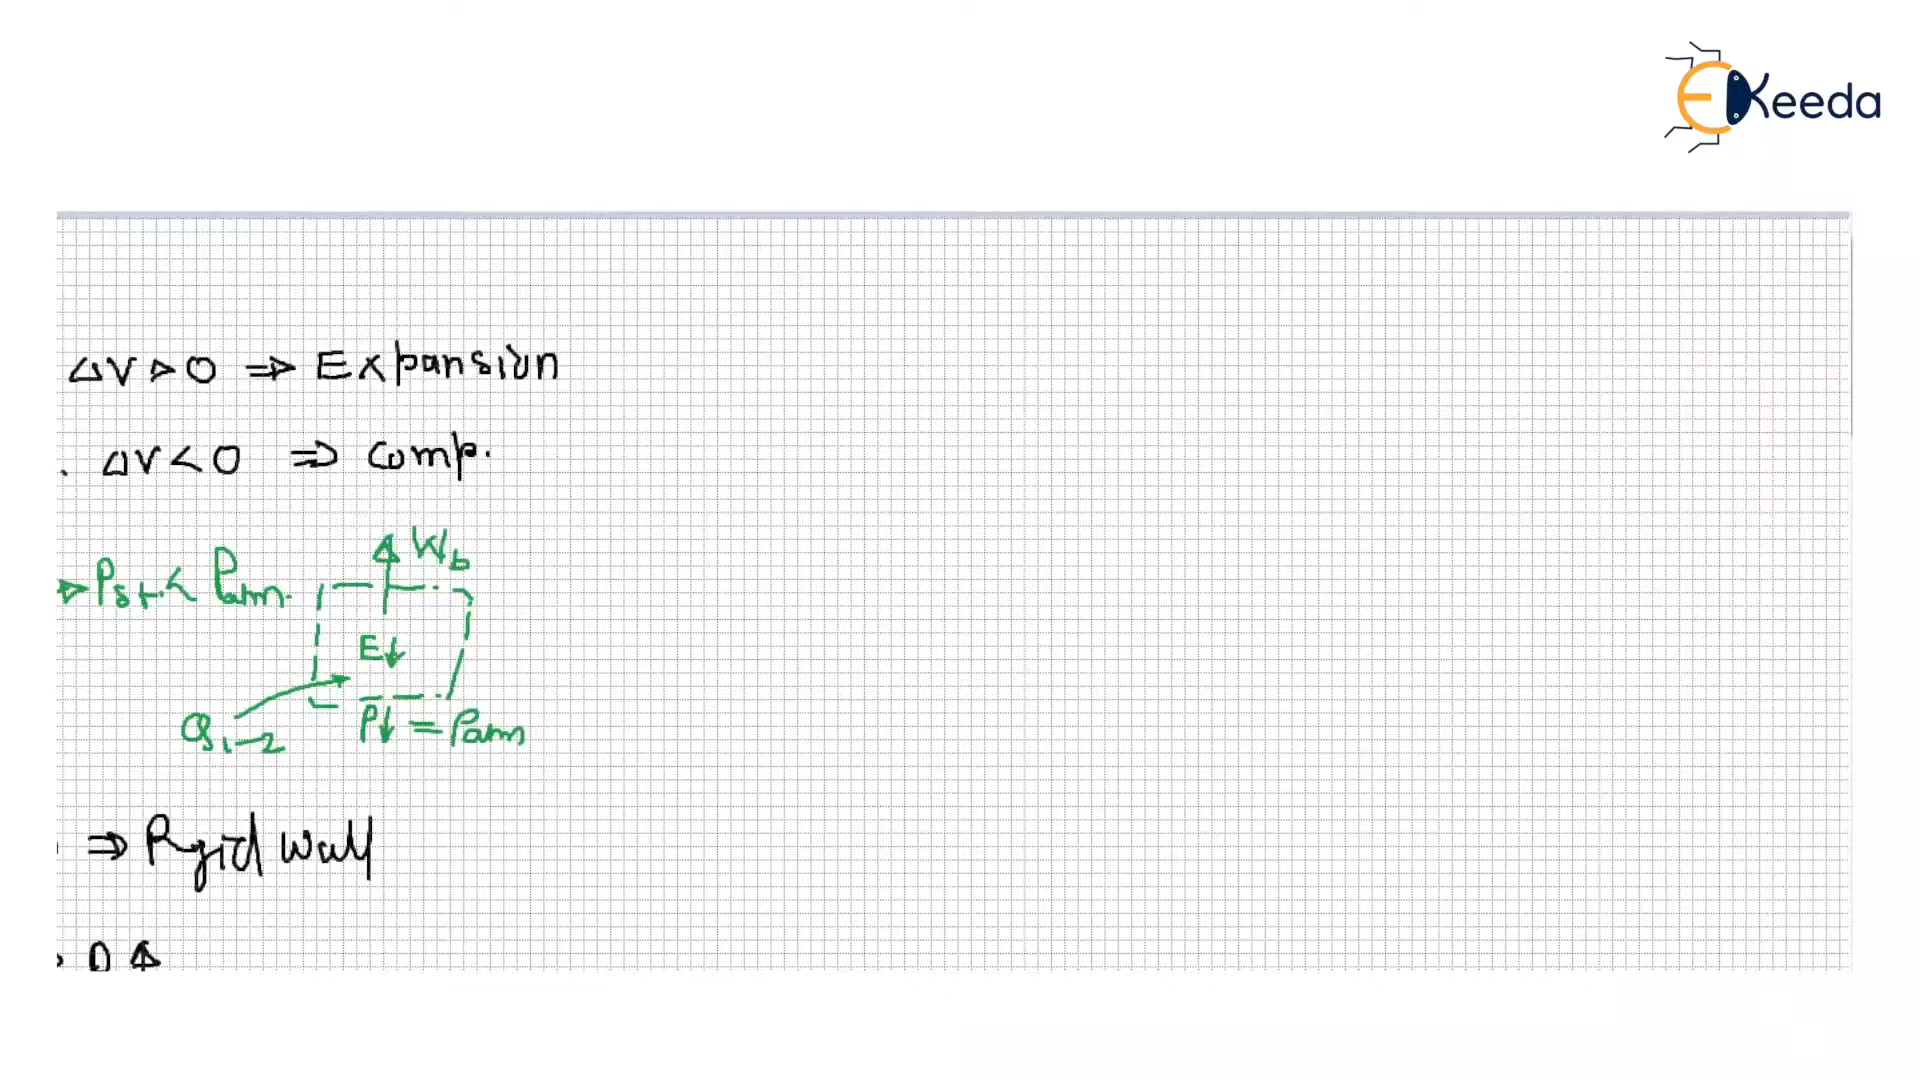 EKeeda
ΔV > 0 ⇒ Expansion
. ΔV < 0 ⇒ Comp.
Wb
Pst. < Patm.
E↓
Q1-2
P↓ = Patm
⇒ Rigid Wall